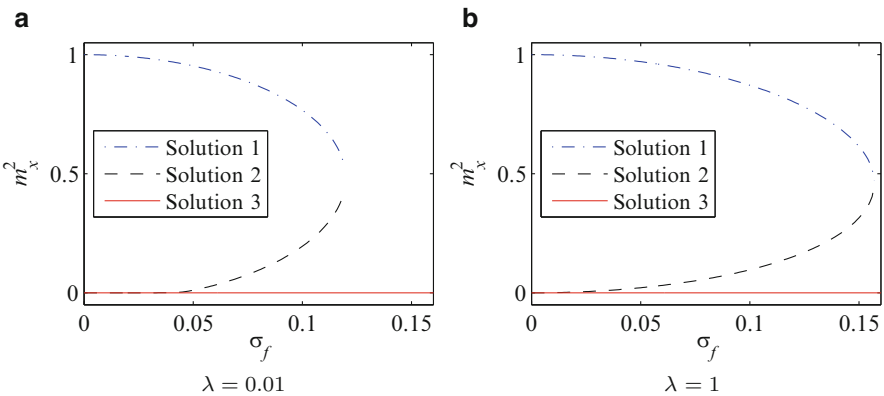 a
1
0.5
0
m_x^2
Solution 1
Solution 2
Solution 3
0 0.05 0.1 0.15
σ_f
λ = 0.01
b
1
0.5
0
m_x^2
Solution 1
Solution 2
Solution 3
0 0.05 0.1 0.15
σ_f
λ = 1